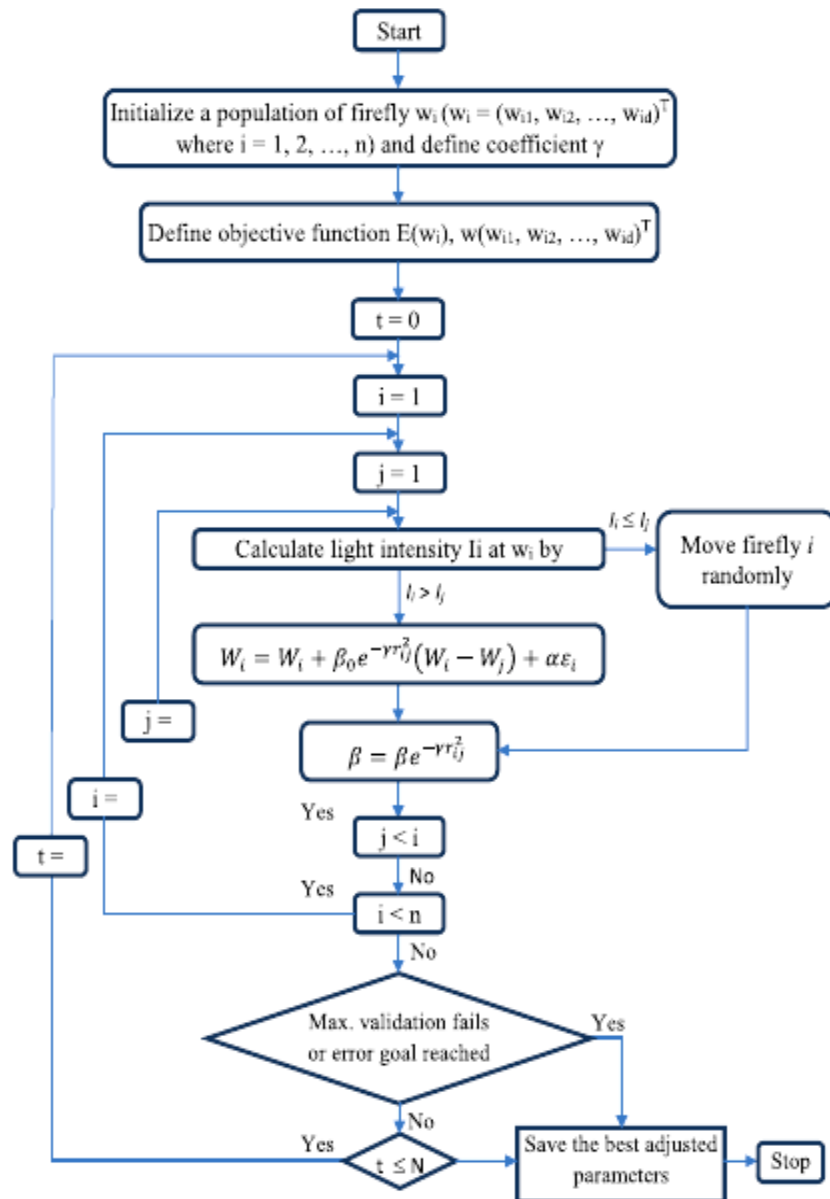 Start
Initialize a population of firefly wᵢ (wᵢ = (wᵢ₁, wᵢ₂, …, w_id)ᵀ
where i = 1, 2, …, n) and define coefficient γ
Define objective function E(wᵢ), w(wᵢ₁, wᵢ₂, …, w_id)ᵀ
t = 0
i = 1
j = 1
Calculate light intensity Ii at wᵢ by
Iᵢ ≤ Iⱼ
Move firefly i
randomly
Iᵢ > Iⱼ
Wᵢ = Wᵢ + β₀e^{-γr²ᵢⱼ}(Wᵢ − Wⱼ) + αεᵢ
j =
β = βe^{-γr²ᵢⱼ}
i =
Yes
j < i
t =
No
Yes
i < n
No
Max. validation fails
or error goal reached
Yes
No
Yes
t ≤ N
Save the best adjusted
parameters
Stop